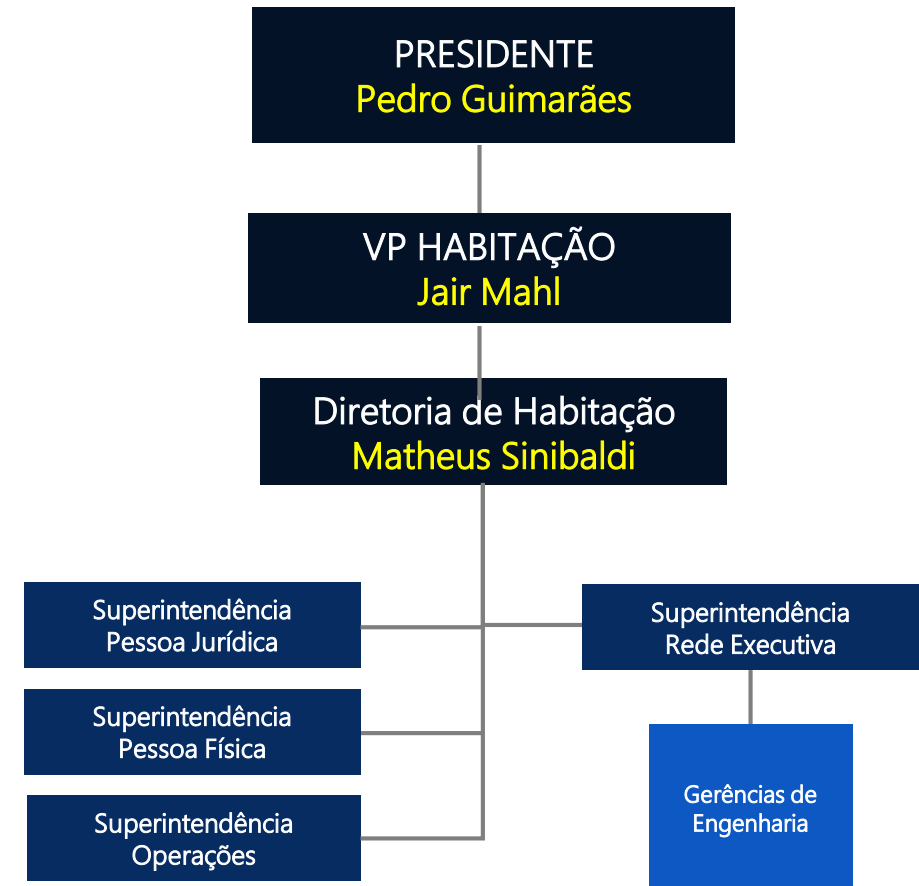 PRESIDENTE
Pedro Guimarães
VP HABITAÇÃO
Jair Mahl
Diretoria de Habitação
Matheus Sinibaldi
Superintendência
Pessoa Jurídica
Superintendência
Rede Executiva
Superintendência
Pessoa Física
Superintendência
Operações
Gerências de
Engenharia